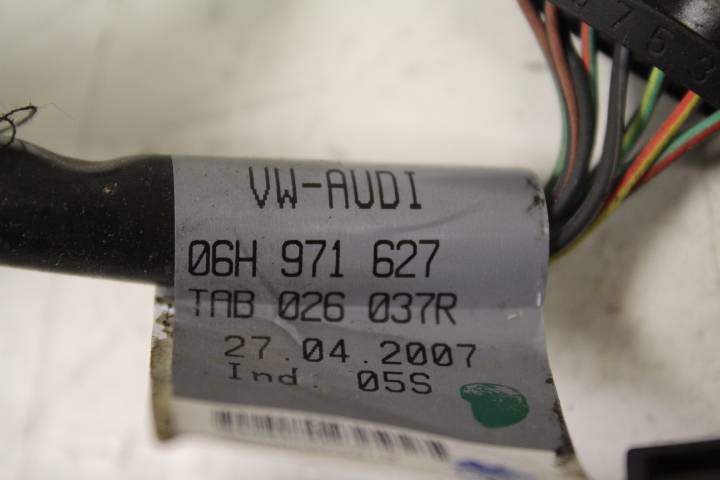 VW-AUDI
06H 971 627
TAB 026 037R
27.04.2007
Ind. 05S